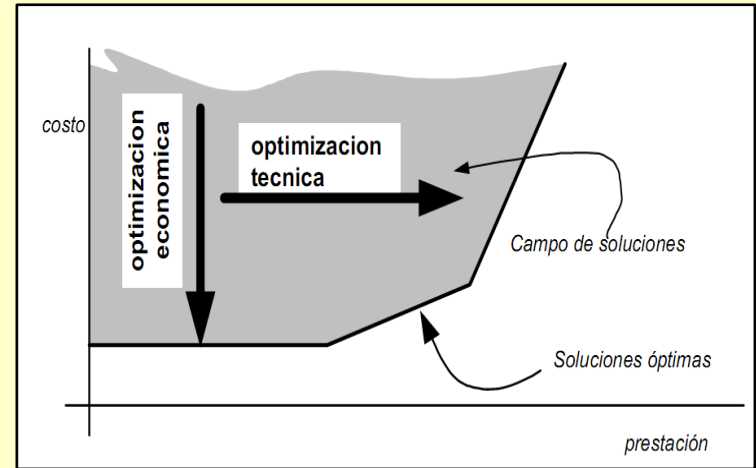 costo
optimizacion
economica
optimizacion
tecnica
Campo de soluciones
Soluciones óptimas
prestación